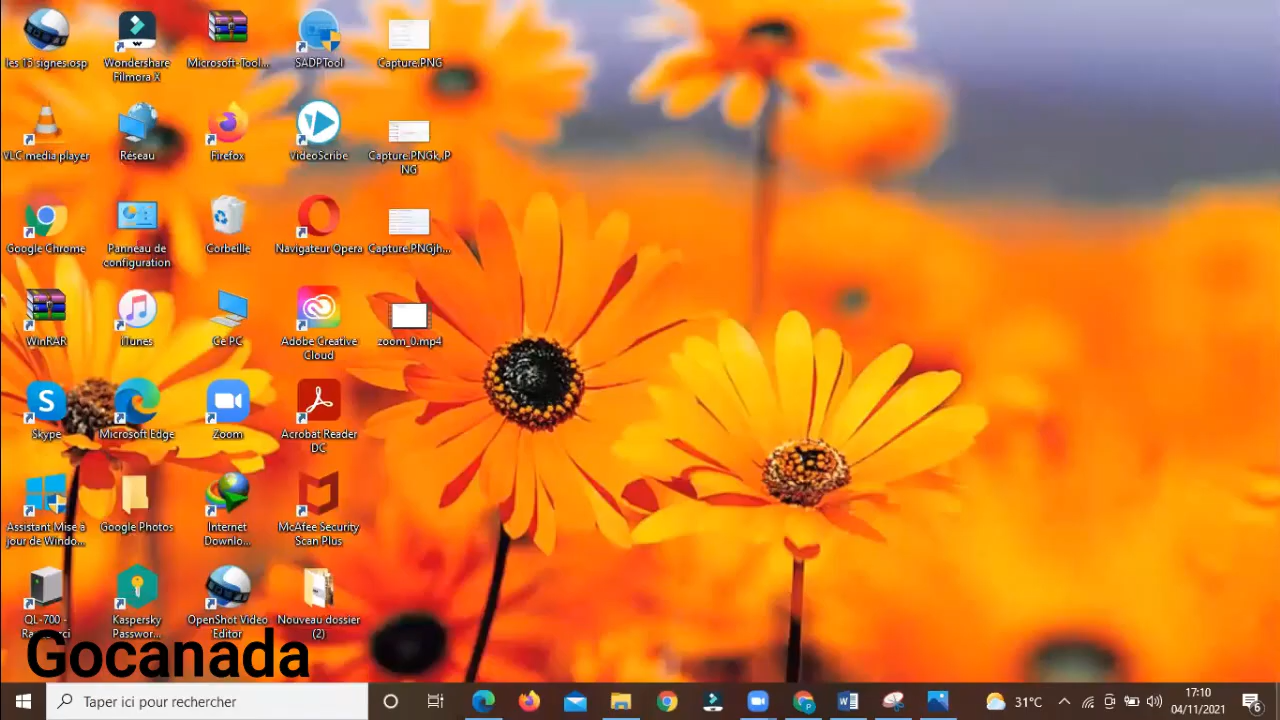 les 15 signes.osp
Wondershare
Filmora X
Microsoft-Tool...
SADPTool
Capture.PNG
VLC media player
Réseau
Firefox
VideoScribe
Capture.PNGk,.P
NG
Google Chrome
Panneau de
configuration
Corbeille
Navigateur Opera
Capture.PNGjh...
WinRAR
iTunes
Ce PC
Adobe Creative
Cloud
zoom_0.mp4
Skype
Microsoft Edge
Zoom
Acrobat Reader
DC
Assistant Mise à
jour de Windo...
Google Photos
Internet
Downlo...
McAfee Security
Scan Plus
QL-700 -
Kaspersky
Passwor...
OpenShot Video
Editor
Nouveau dossier
(2)
Gocanada
Taper ici pour rechercher
31°C
17:10
04/11/2021
6